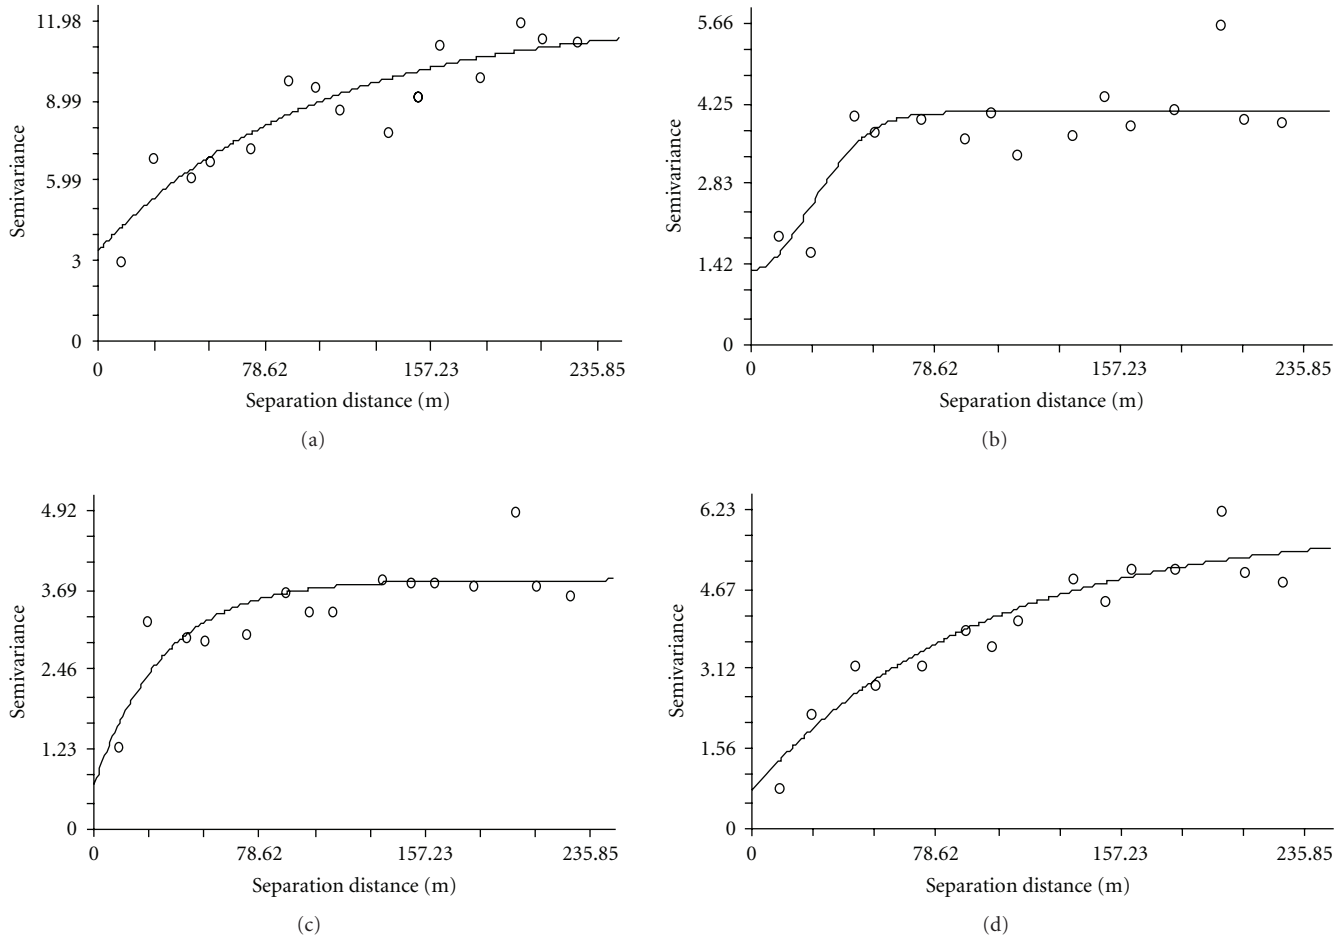 11.98
8.99
5.99
3
0
Semivariance
0 78.62 157.23 235.85
Separation distance (m)
(a)
5.66
4.25
2.83
1.42
0
Semivariance
0 78.62 157.23 235.85
Separation distance (m)
(b)
4.92
3.69
2.46
1.23
0
Semivariance
0 78.62 157.23 235.85
Separation distance (m)
(c)
6.23
4.67
3.12
1.56
0
Semivariance
0 78.62 157.23 235.85
Separation distance (m)
(d)